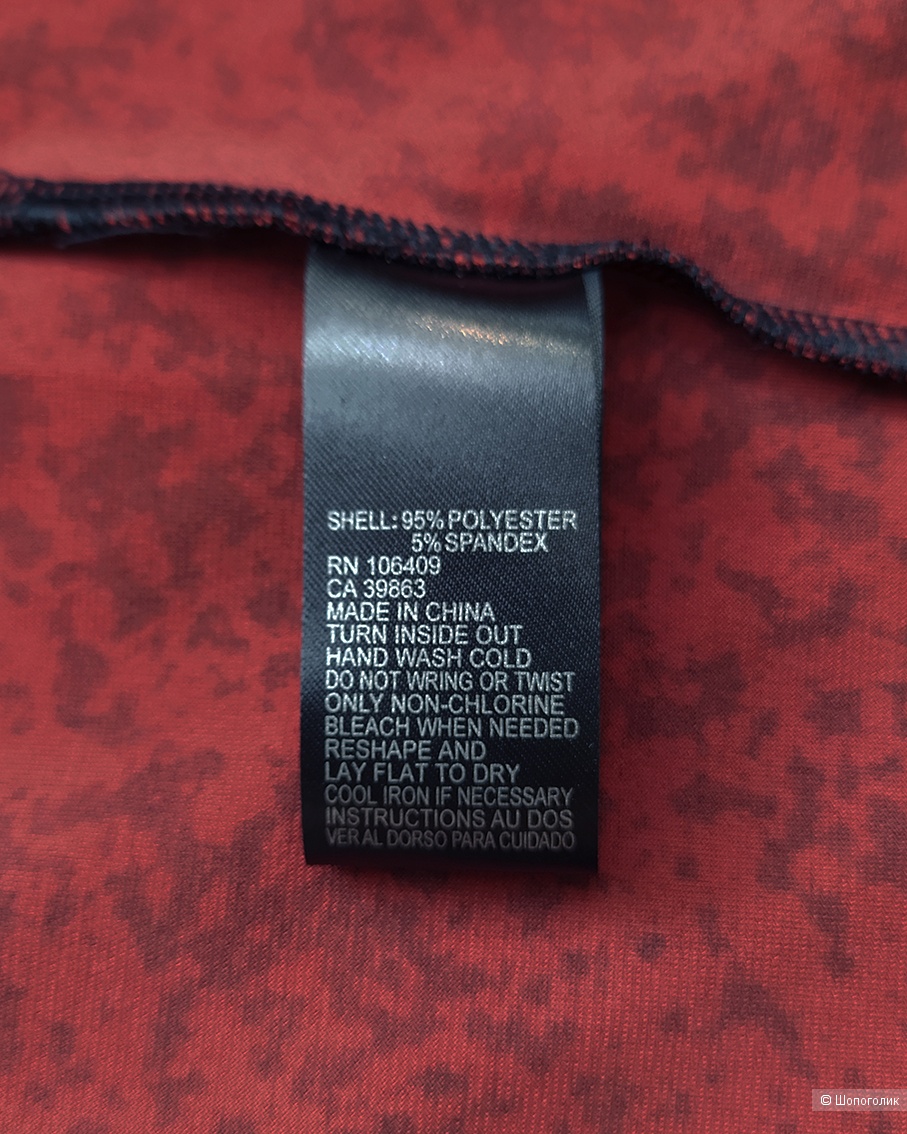 SHELL: 95% POLYESTER
5% SPANDEX
RN 106409
CA 39863
MADE IN CHINA
TURN INSIDE OUT
HAND WASH COLD
DO NOT WRING OR TWIST
ONLY NON-CHLORINE
BLEACH WHEN NEEDED
RESHAPE AND
LAY FLAT TO DRY
COOL IRON IF NECESSARY
INSTRUCTIONS AU DOS
VER AL DORSO PARA CUIDADO
© Шопоголик